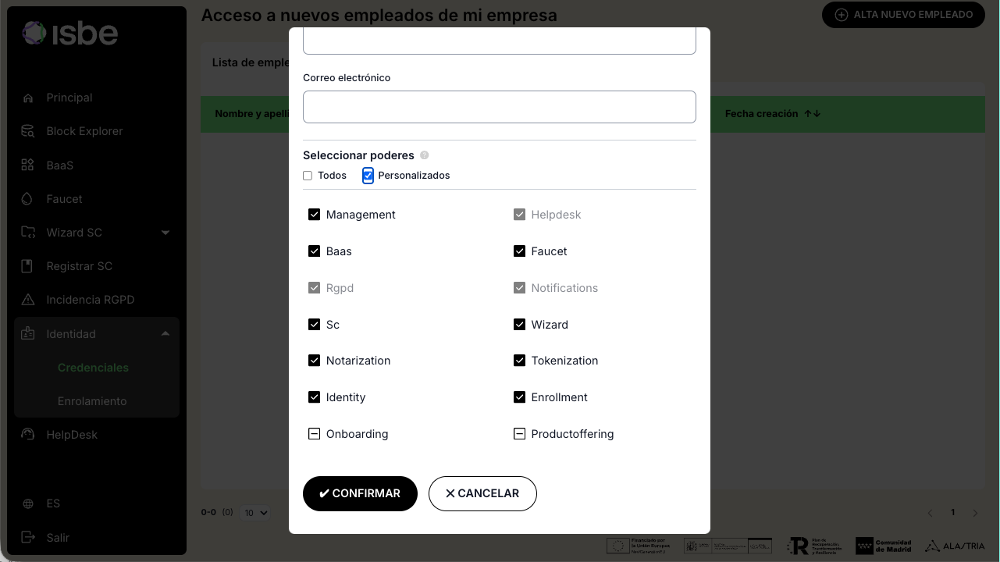 Acceso a nuevos empleados de mi empresa
ALTA NUEVO EMPLEADO
isbe
Lista de emple
Correo electrónico
Principal
Nombre y apelli
Fecha creación
Block Explorer
Seleccionar poderes
BaaS
Todos
Personalizados
Faucet
Management
Helpdesk
Wizard SC
Baas
Faucet
Registrar SC
Rgpd
Notifications
Incidencia RGPD
Sc
Wizard
Identidad
Notarization
Tokenization
Credenciales
Identity
Enrollment
Enrolamiento
Onboarding
Productoffering
HelpDesk
CONFIRMAR
CANCELAR
ES
0-0 (0) 10
1
Salir
Financiado por
la Unión Europea
NextGenerationEU
Plan de
Recuperación,
Transformación
y Resiliencia
Comunidad
de Madrid
ALASTRIA